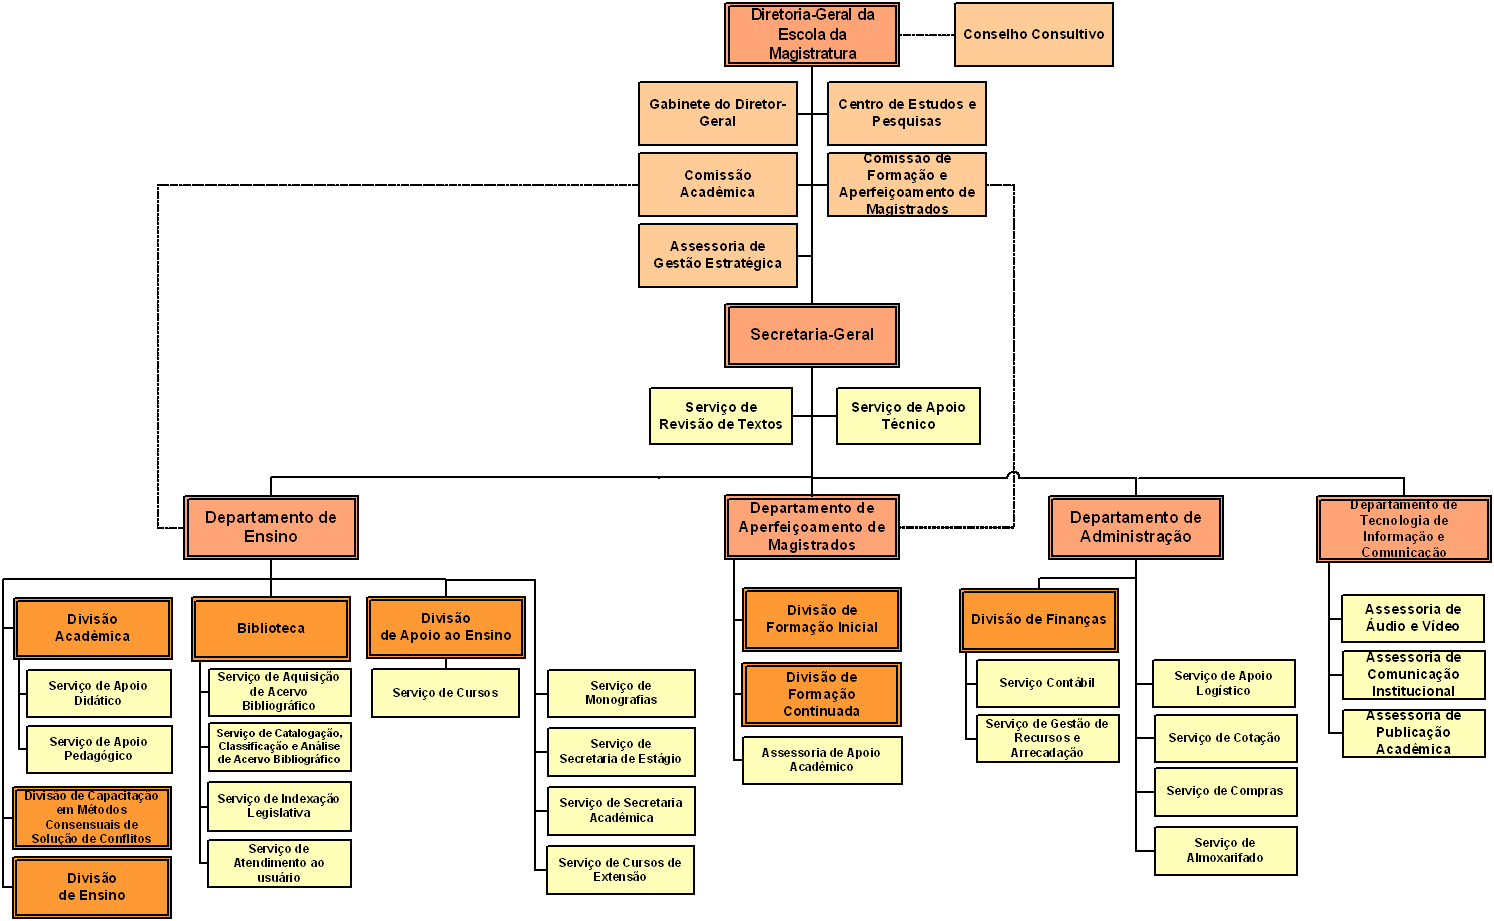 Diretoria-Geral da
Escola da
Magistratura
Conselho Consultivo
Gabinete do Diretor-
Geral
Centro de Estudos e
Pesquisas
Comissão
Acadêmica
Comissão de
Formação e
Aperfeiçoamento de
Magistrados
Assessoria de
Gestão Estratégica
Secretaria-Geral
Serviço de
Revisão de Textos
Serviço de Apoio
Técnico
Departamento de
Ensino
Departamento de
Aperfeiçoamento de
Magistrados
Departamento de
Administração
Departamento de
Tecnologia de
Informação e
Comunicação
Divisão
Acadêmica
Serviço de Apoio
Didático
Serviço de Apoio
Pedagógico
Divisão de Capacitação
em Métodos
Consensuais de
Solução de Conflitos
Divisão
de Ensino
Biblioteca
Serviço de Aquisição
de Acervo
Bibliográfico
Serviço de Catalogação,
Classificação e Análise
de Acervo Bibliográfico
Serviço de Indexação
Legislativa
Serviço de
Atendimento ao
usuário
Divisão
de Apoio ao Ensino
Serviço de Cursos
Serviço de
Monografias
Serviço de
Secretaria de Estágio
Serviço de Secretaria
Acadêmica
Serviço de Cursos de
Extensão
Divisão de
Formação Inicial
Divisão de
Formação
Continuada
Assessoria de Apoio
Acadêmico
Divisão de Finanças
Serviço Contábil
Serviço de Gestão de
Recursos e
Arrecadação
Serviço de Apoio
Logístico
Serviço de Cotação
Serviço de Compras
Serviço de
Almoxarifado
Assessoria de
Áudio e Vídeo
Assessoria de
Comunicação
Institucional
Assessoria de
Publicação
Acadêmica